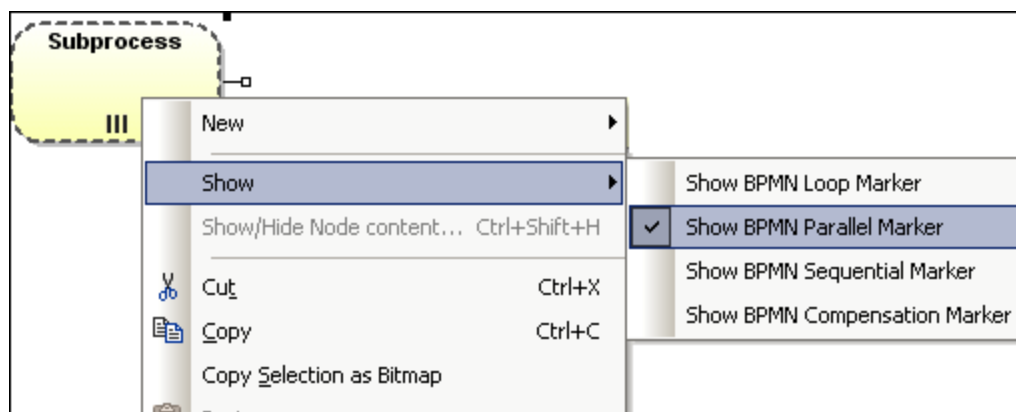 Subprocess
New
Show
Show BPMN Loop Marker
Show/Hide Node content... Ctrl+Shift+H
Show BPMN Parallel Marker
Show BPMN Sequential Marker
Cut Ctrl+X
Show BPMN Compensation Marker
Copy Ctrl+C
Copy Selection as Bitmap